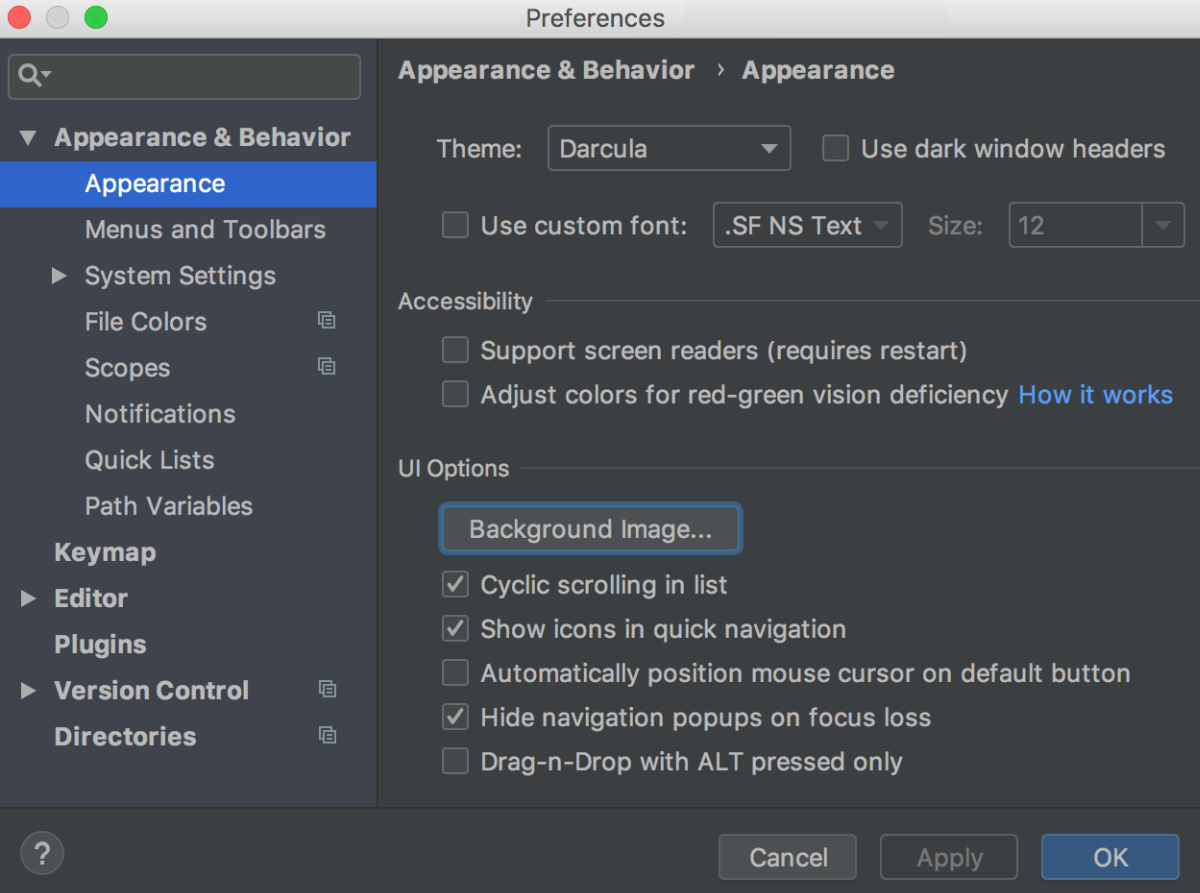 Preferences
Appearance & Behavior
Appearance
Menus and Toolbars
System Settings
File Colors
Scopes
Notifications
Quick Lists
Path Variables
Keymap
Editor
Plugins
Version Control
Directories
Appearance & Behavior › Appearance
Theme: Darcula Use dark window headers
Use custom font: .SF NS Text Size: 12
Accessibility
Support screen readers (requires restart)
Adjust colors for red-green vision deficiency How it works
UI Options
Background Image...
Cyclic scrolling in list
Show icons in quick navigation
Automatically position mouse cursor on default button
Hide navigation popups on focus loss
Drag-n-Drop with ALT pressed only
? Cancel Apply OK